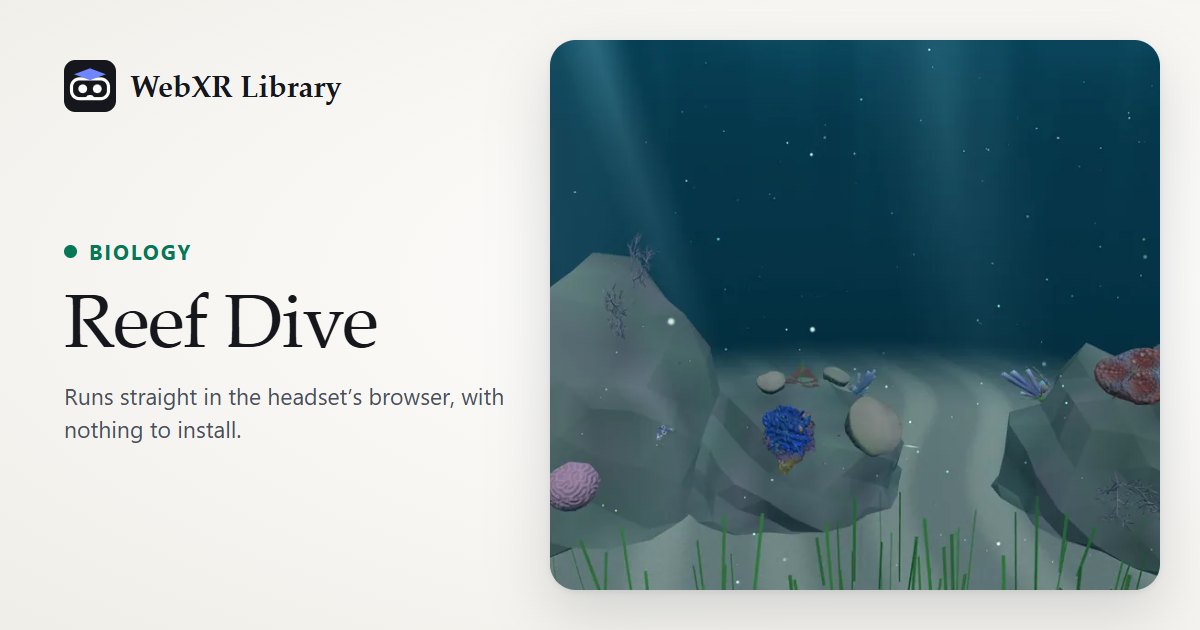 WebXR Library
BIOLOGY
Reef Dive
Runs straight in the headset’s browser, with
nothing to install.